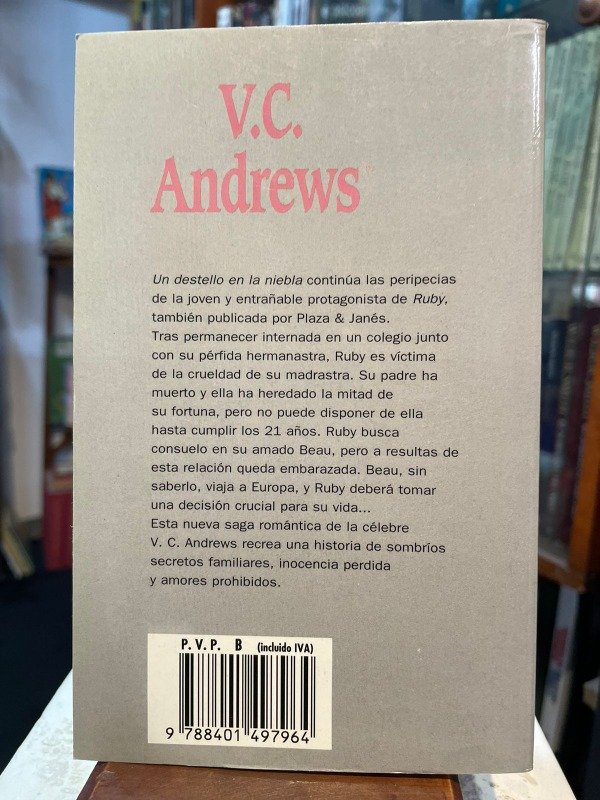 V.C.
Andrews
Un destello en la niebla continúa las peripecias
de la joven y entrañable protagonista de Ruby,
también publicada por Plaza & Janés.
Tras permanecer internada en un colegio junto
con su pérfida hermanastra, Ruby es víctima
de la crueldad de su madrastra. Su padre ha
muerto y ella ha heredado la mitad de
su fortuna, pero no puede disponer de ella
hasta cumplir los 21 años. Ruby busca
consuelo en su amado Beau, pero a resultas de
esta relación queda embarazada. Beau, sin
saberlo, viaja a Europa, y Ruby deberá tomar
una decisión crucial para su vida...
Esta nueva saga romántica de la célebre
V. C. Andrews recrea una historia de sombríos
secretos familiares, inocencia perdida
y amores prohibidos.
P.V.P. B (incluido IVA)
9 788401 497964